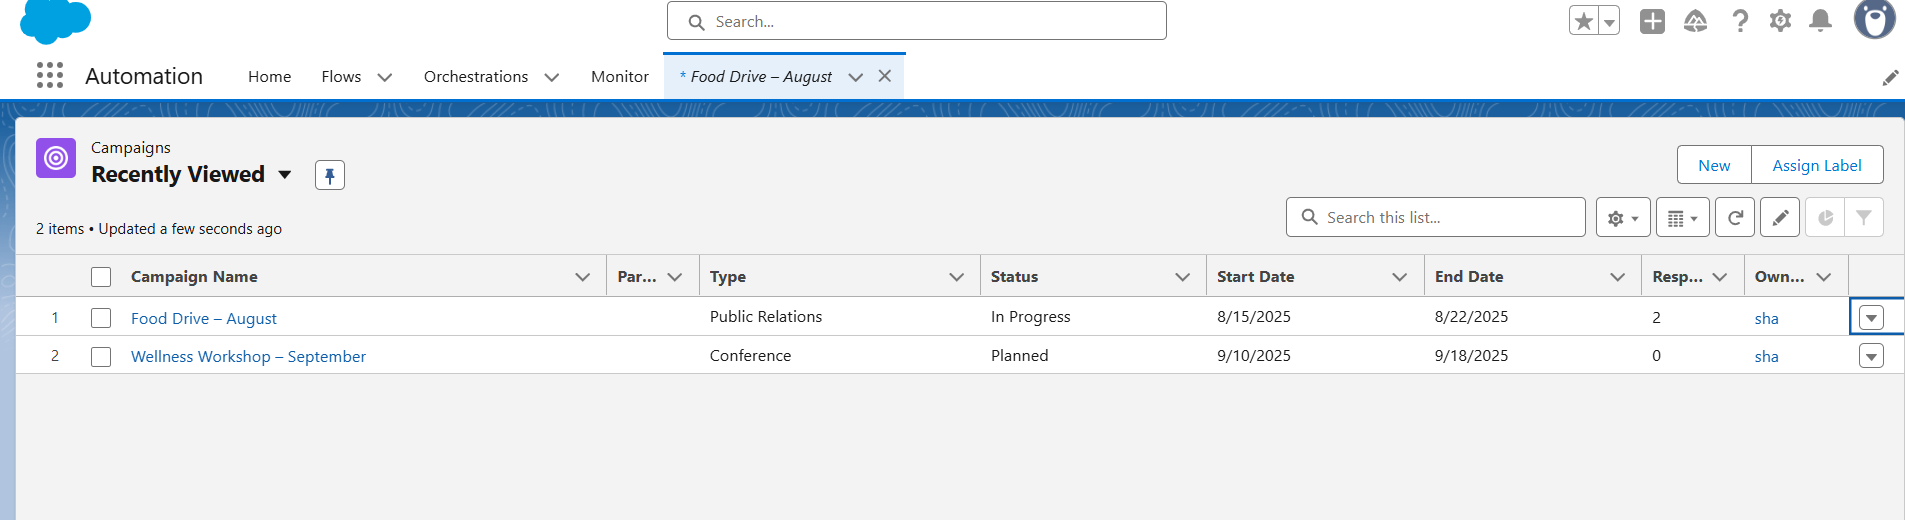 Search...
Automation
Home
Flows
Orchestrations
Monitor
* Food Drive – August
Campaigns
Recently Viewed
New
Assign Label
2 items • Updated a few seconds ago
Search this list...
Campaign Name Par... Type Status Start Date End Date Resp... Own...
1 Food Drive – August Public Relations In Progress 8/15/2025 8/22/2025 2 sha
2 Wellness Workshop – September Conference Planned 9/10/2025 9/18/2025 0 sha